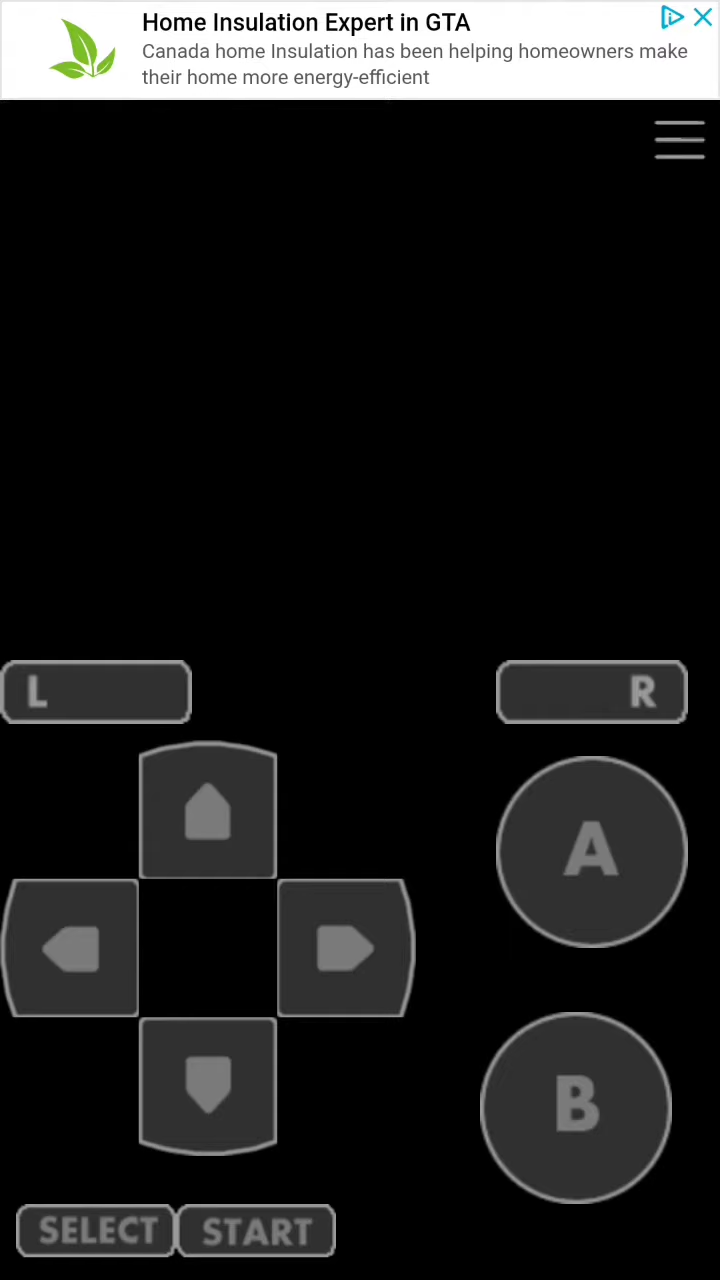 Home Insulation Expert in GTA
Canada home Insulation has been helping homeowners make
their home more energy-efficient
L
R
A
B
SELECT
START